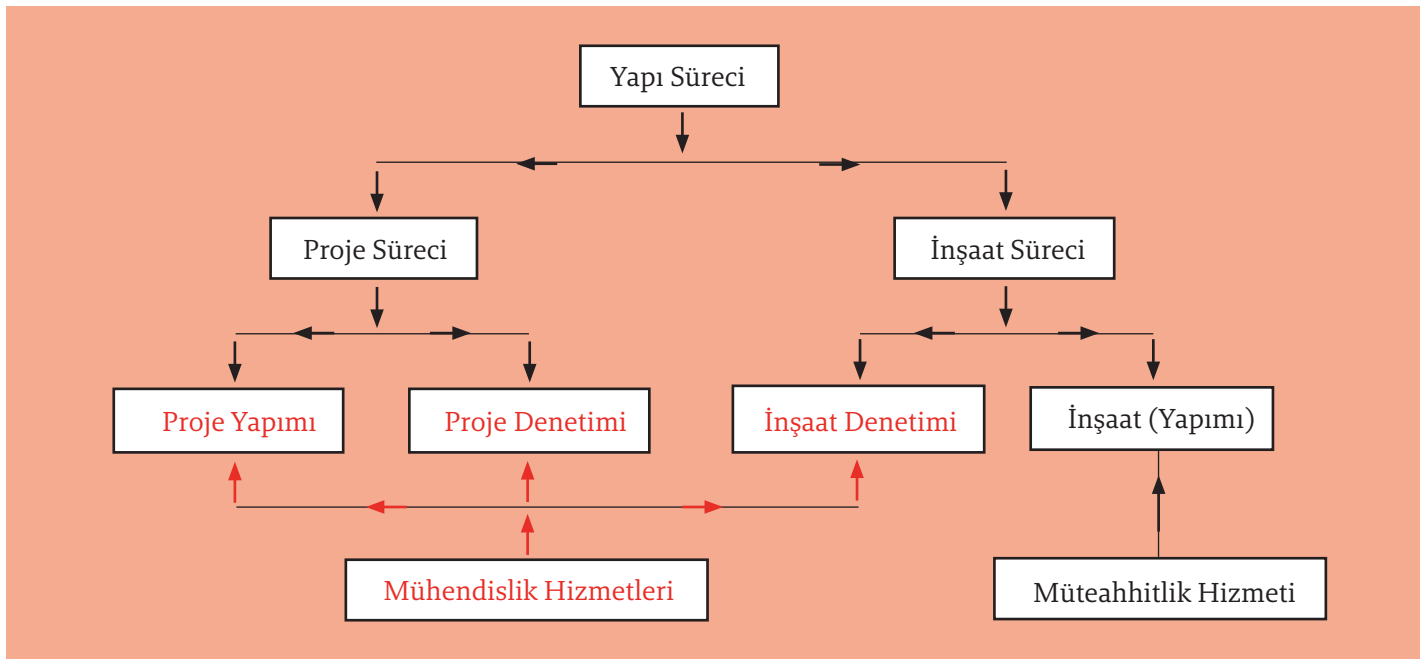 Yapı Süreci
Proje Süreci
İnşaat Süreci
Proje Yapımı
Proje Denetimi
İnşaat Denetimi
İnşaat (Yapımı)
Mühendislik Hizmetleri
Müteahhitlik Hizmeti